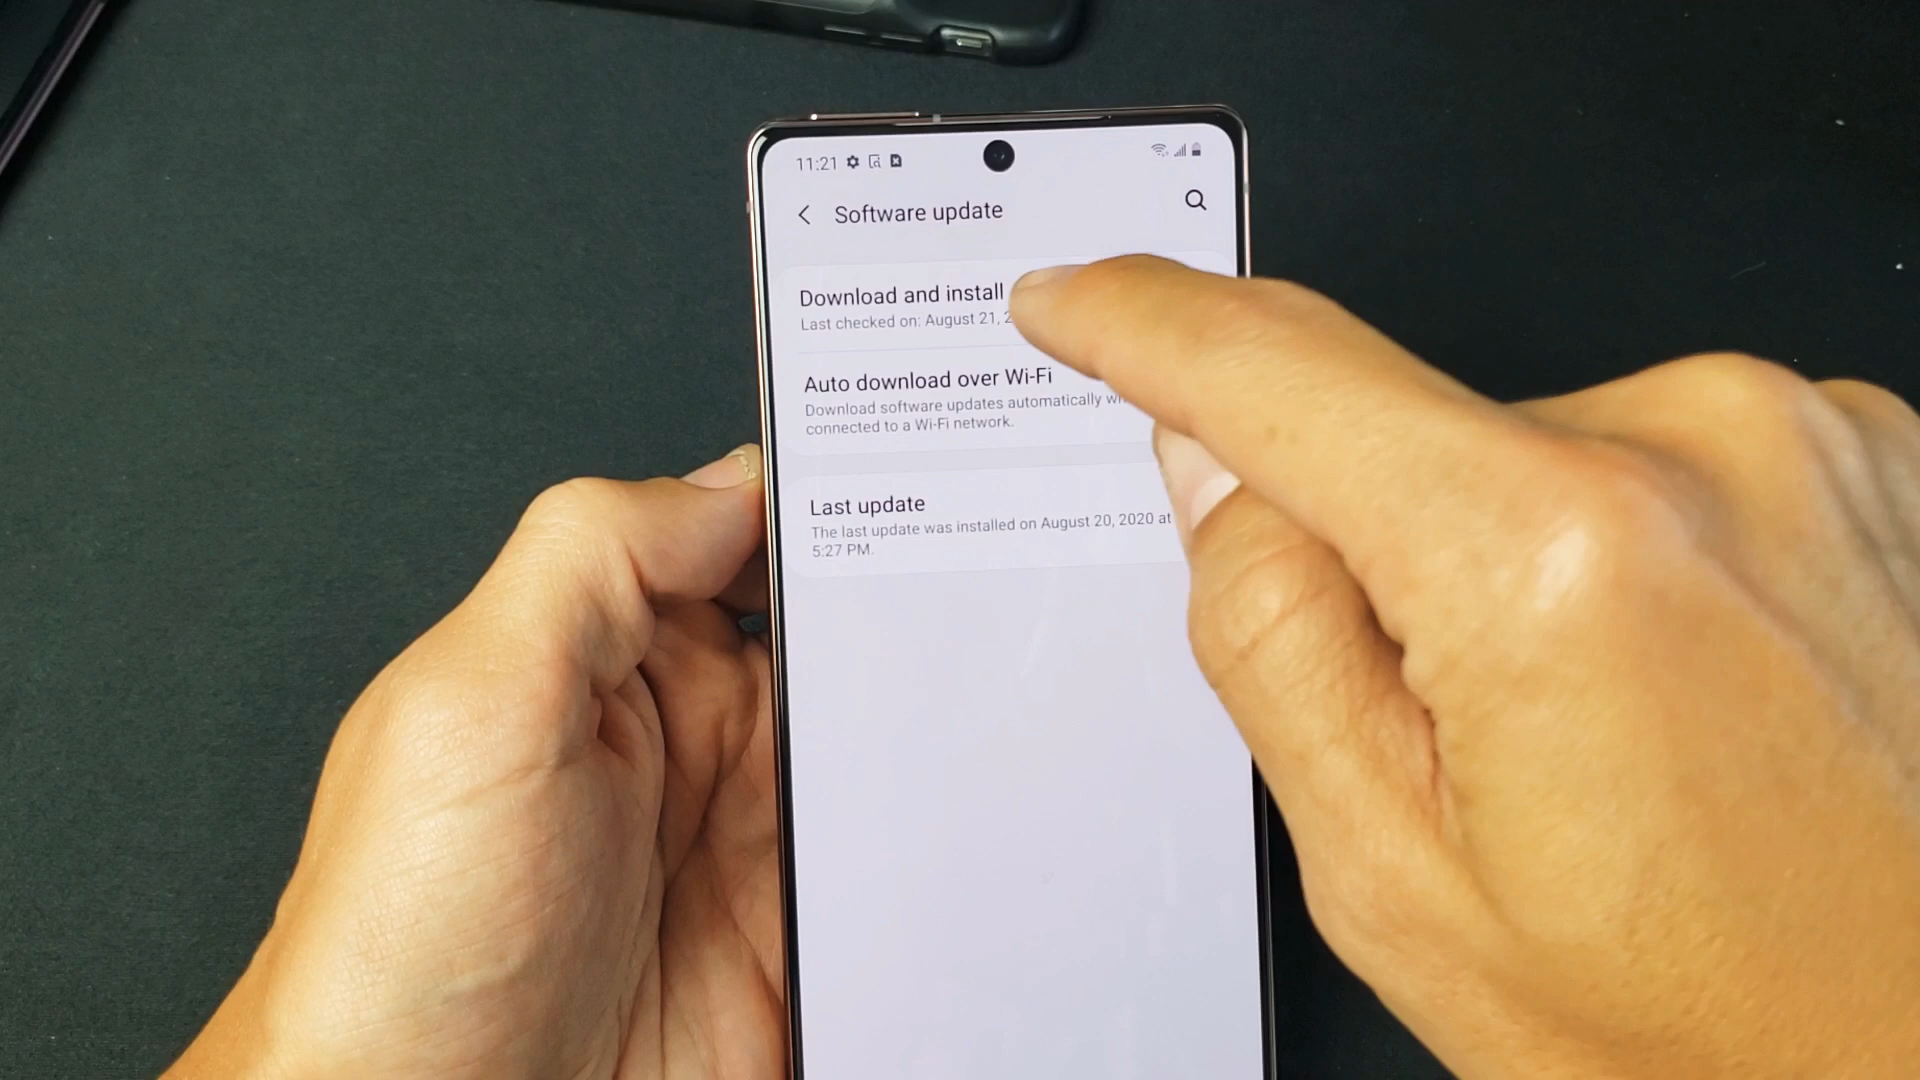 11:21
Software update
Download and install
Last checked on: August 21,
Auto download over Wi-Fi
Download software updates automatically
connected to a Wi-Fi network.
Last update
The last update was installed on August 20, 2020 at
5:27 PM.